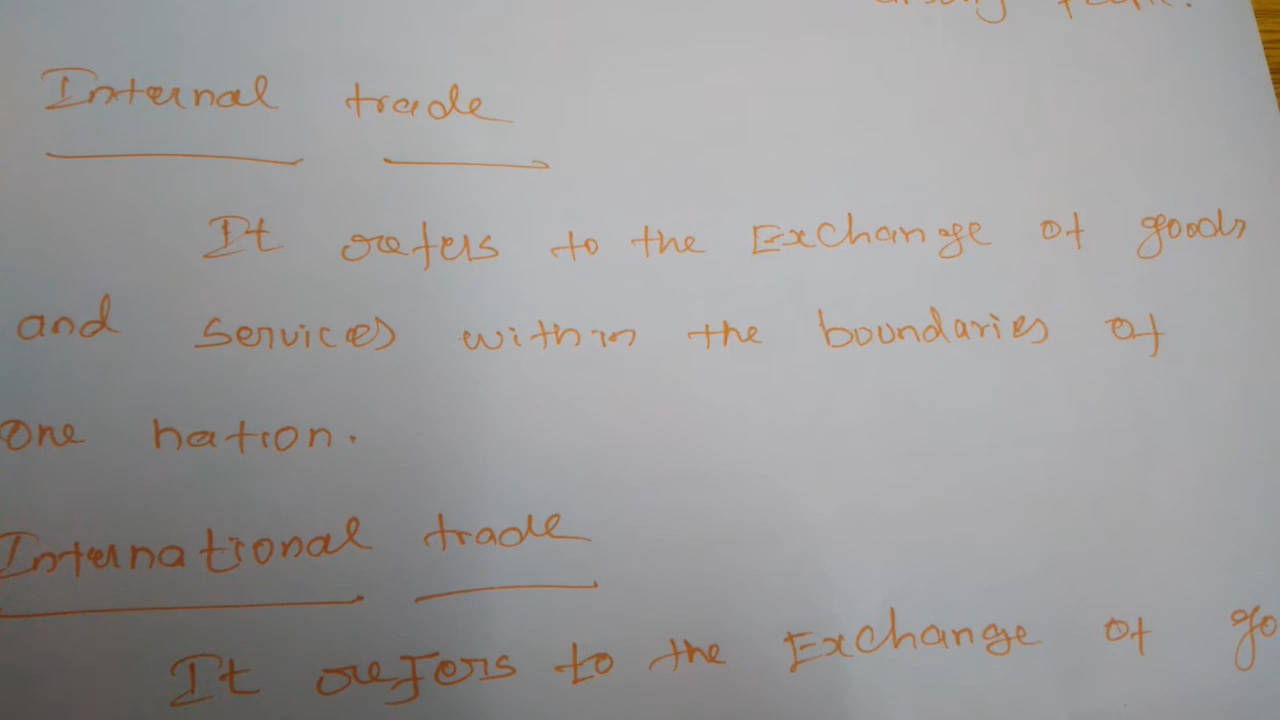 Internal trade
It refers to the Exchange of goods
and services within the boundaries of
one nation.
International trade
It refers to the Exchange of go